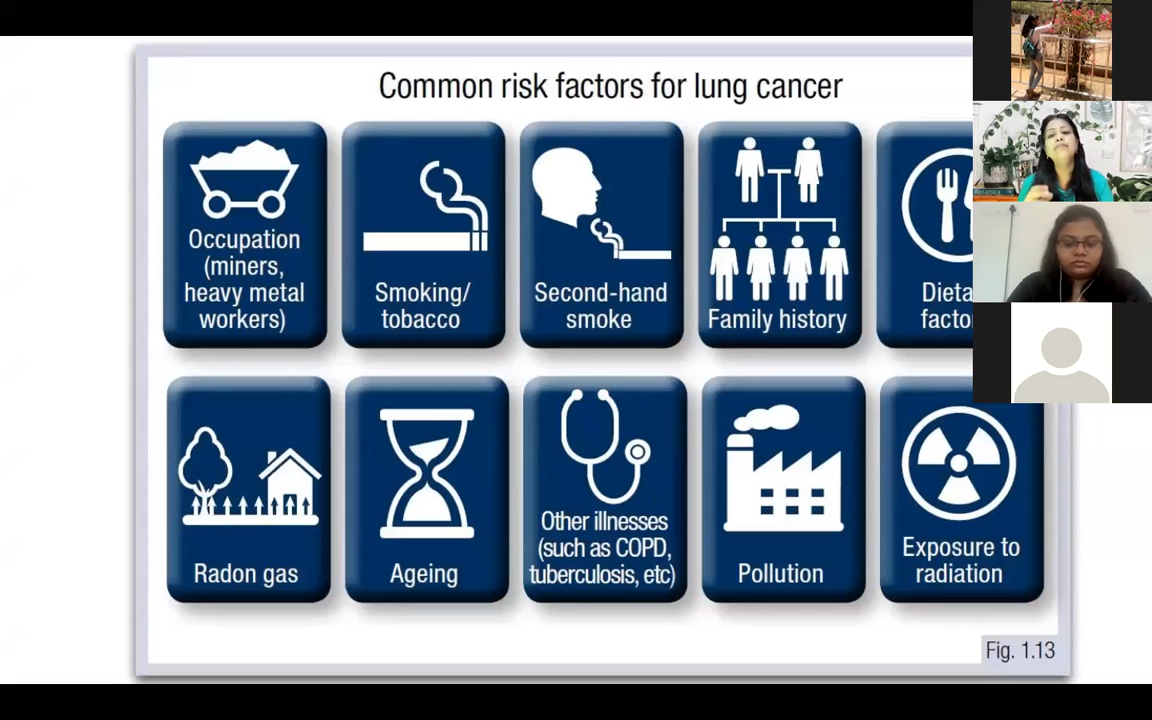 Common risk factors for lung cancer
Occupation
(miners,
heavy metal
workers)
Smoking/
tobacco
Second-hand
smoke
Family history
Radon gas
Ageing
Other illnesses
(such as COPD,
tuberculosis, etc)
Pollution
Exposure to
radiation
Fig. 1.13